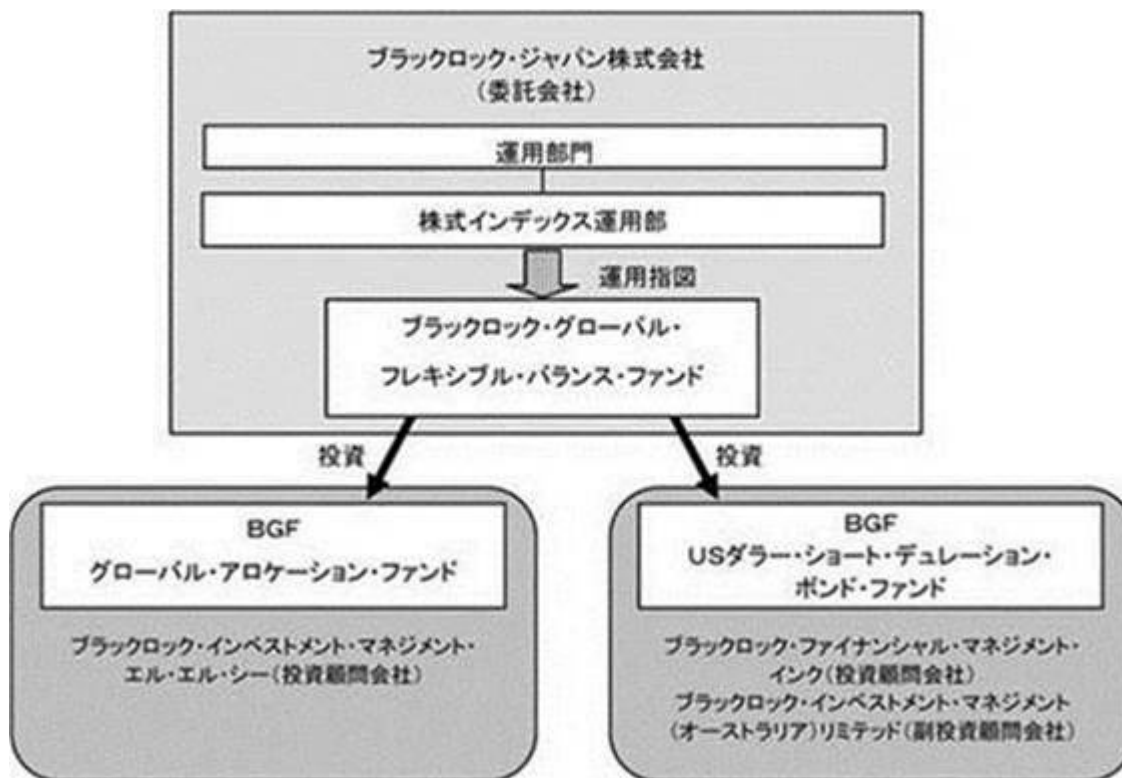 ブラックロック・ジャパン株式会社
(委託会社)
運用部門
株式インデックス運用部
運用指図
ブラックロック・グローバル・
フレキシブル・バランス・ファンド
投資
投資
BGF
グローバル・アロケーション・ファンド
ブラックロック・インベストメント・マネジメント・
エル・エル・シー(投資顧問会社)
BGF
USダラー・ショート・デュレーション・
ボンド・ファンド
ブラックロック・ファイナンシャル・マネジメント・
インク(投資顧問会社)
ブラックロック・インベストメント・マネジメント
(オーストラリア)リミテッド(副投資顧問会社)